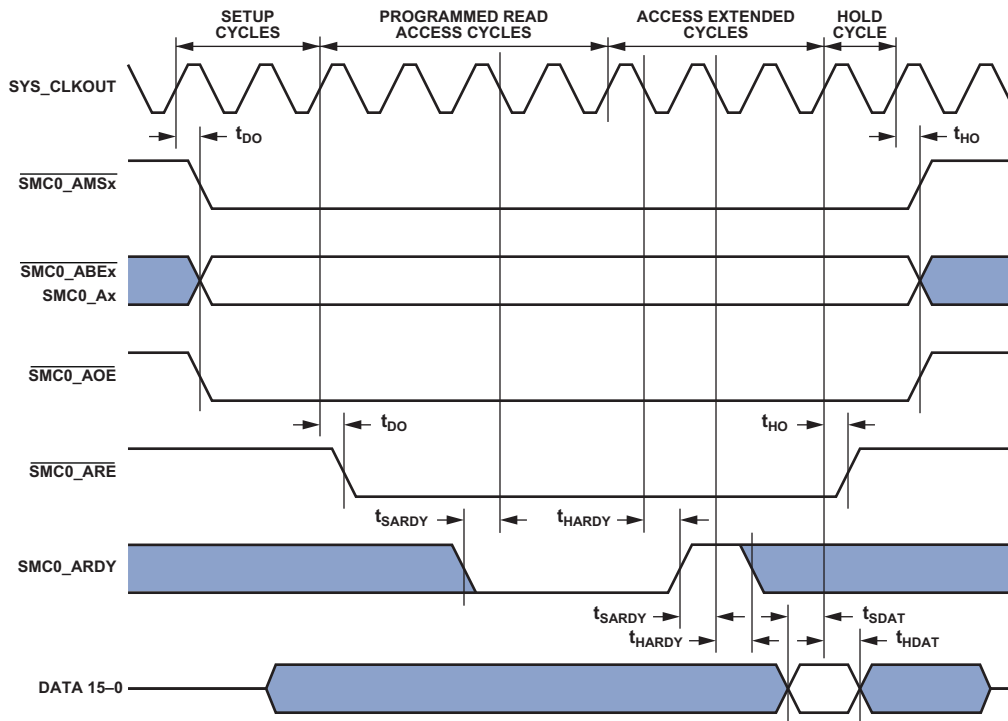 SETUP
CYCLES
PROGRAMMED READ
ACCESS CYCLES
ACCESS EXTENDED
CYCLES
HOLD
CYCLE
SYS_CLKOUT
tDO
tHO
SMC0_AMSx
SMC0_ABEx
SMC0_Ax
SMC0_AOE
tDO
tHO
SMC0_ARE
tSARDY
tHARDY
SMC0_ARDY
tSARDY
tSDAT
tHARDY
tHDAT
DATA 15–0